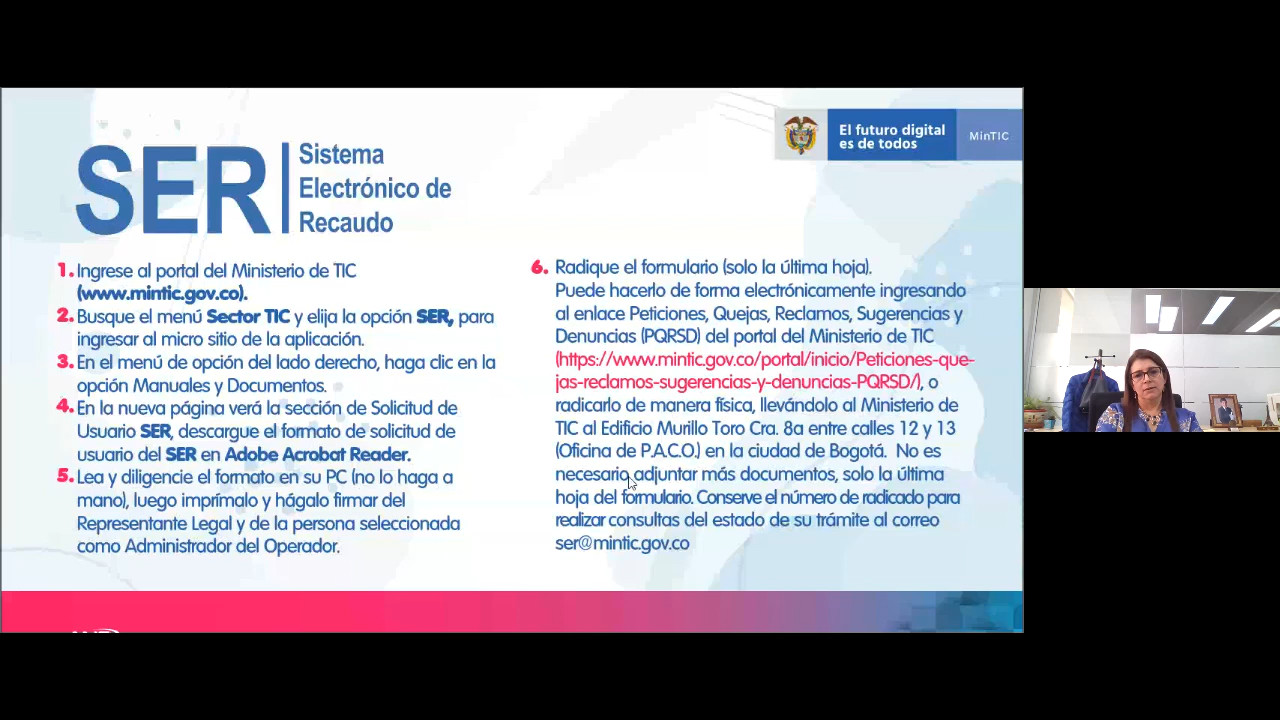 El futuro digital
es de todos
MinTIC
SER
Sistema
Electrónico de
Recaudo
1. Ingrese al portal del Ministerio de TIC
(www.mintic.gov.co).
2. Busque el menú Sector TIC y elija la opción SER, para
ingresar al micro sitio de la aplicación.
3. En el menú de opción del lado derecho, haga clic en la
opción Manuales y Documentos.
4. En la nueva página verá la sección de Solicitud de
Usuario SER, descargue el formato de solicitud de
usuario del SER en Adobe Acrobat Reader.
5. Lea y diligencie el formato en su PC (no lo haga a
mano), luego imprímalo y hágalo firmar del
Representante Legal y de la persona seleccionada
como Administrador del Operador.
6. Radique el formulario (solo la última hoja).
Puede hacerlo de forma electrónicamente ingresando
al enlace Peticiones, Quejas, Reclamos, Sugerencias y
Denuncias (PQRSD) del portal del Ministerio de TIC
(https://www.mintic.gov.co/portal/inicio/Peticiones-que-
jas-reclamos-sugerencias-y-denuncias-PQRSD/), o
radicarlo de manera física, llevándolo al Ministerio de
TIC al Edificio Murillo Toro Cra. 8a entre calles 12 y 13
(Oficina de P.A.C.O.) en la ciudad de Bogotá. No es
necesario adjuntar más documentos, solo la última
hoja del formulario. Conserve el número de radicado para
realizar consultas del estado de su trámite al correo
ser@mintic.gov.co